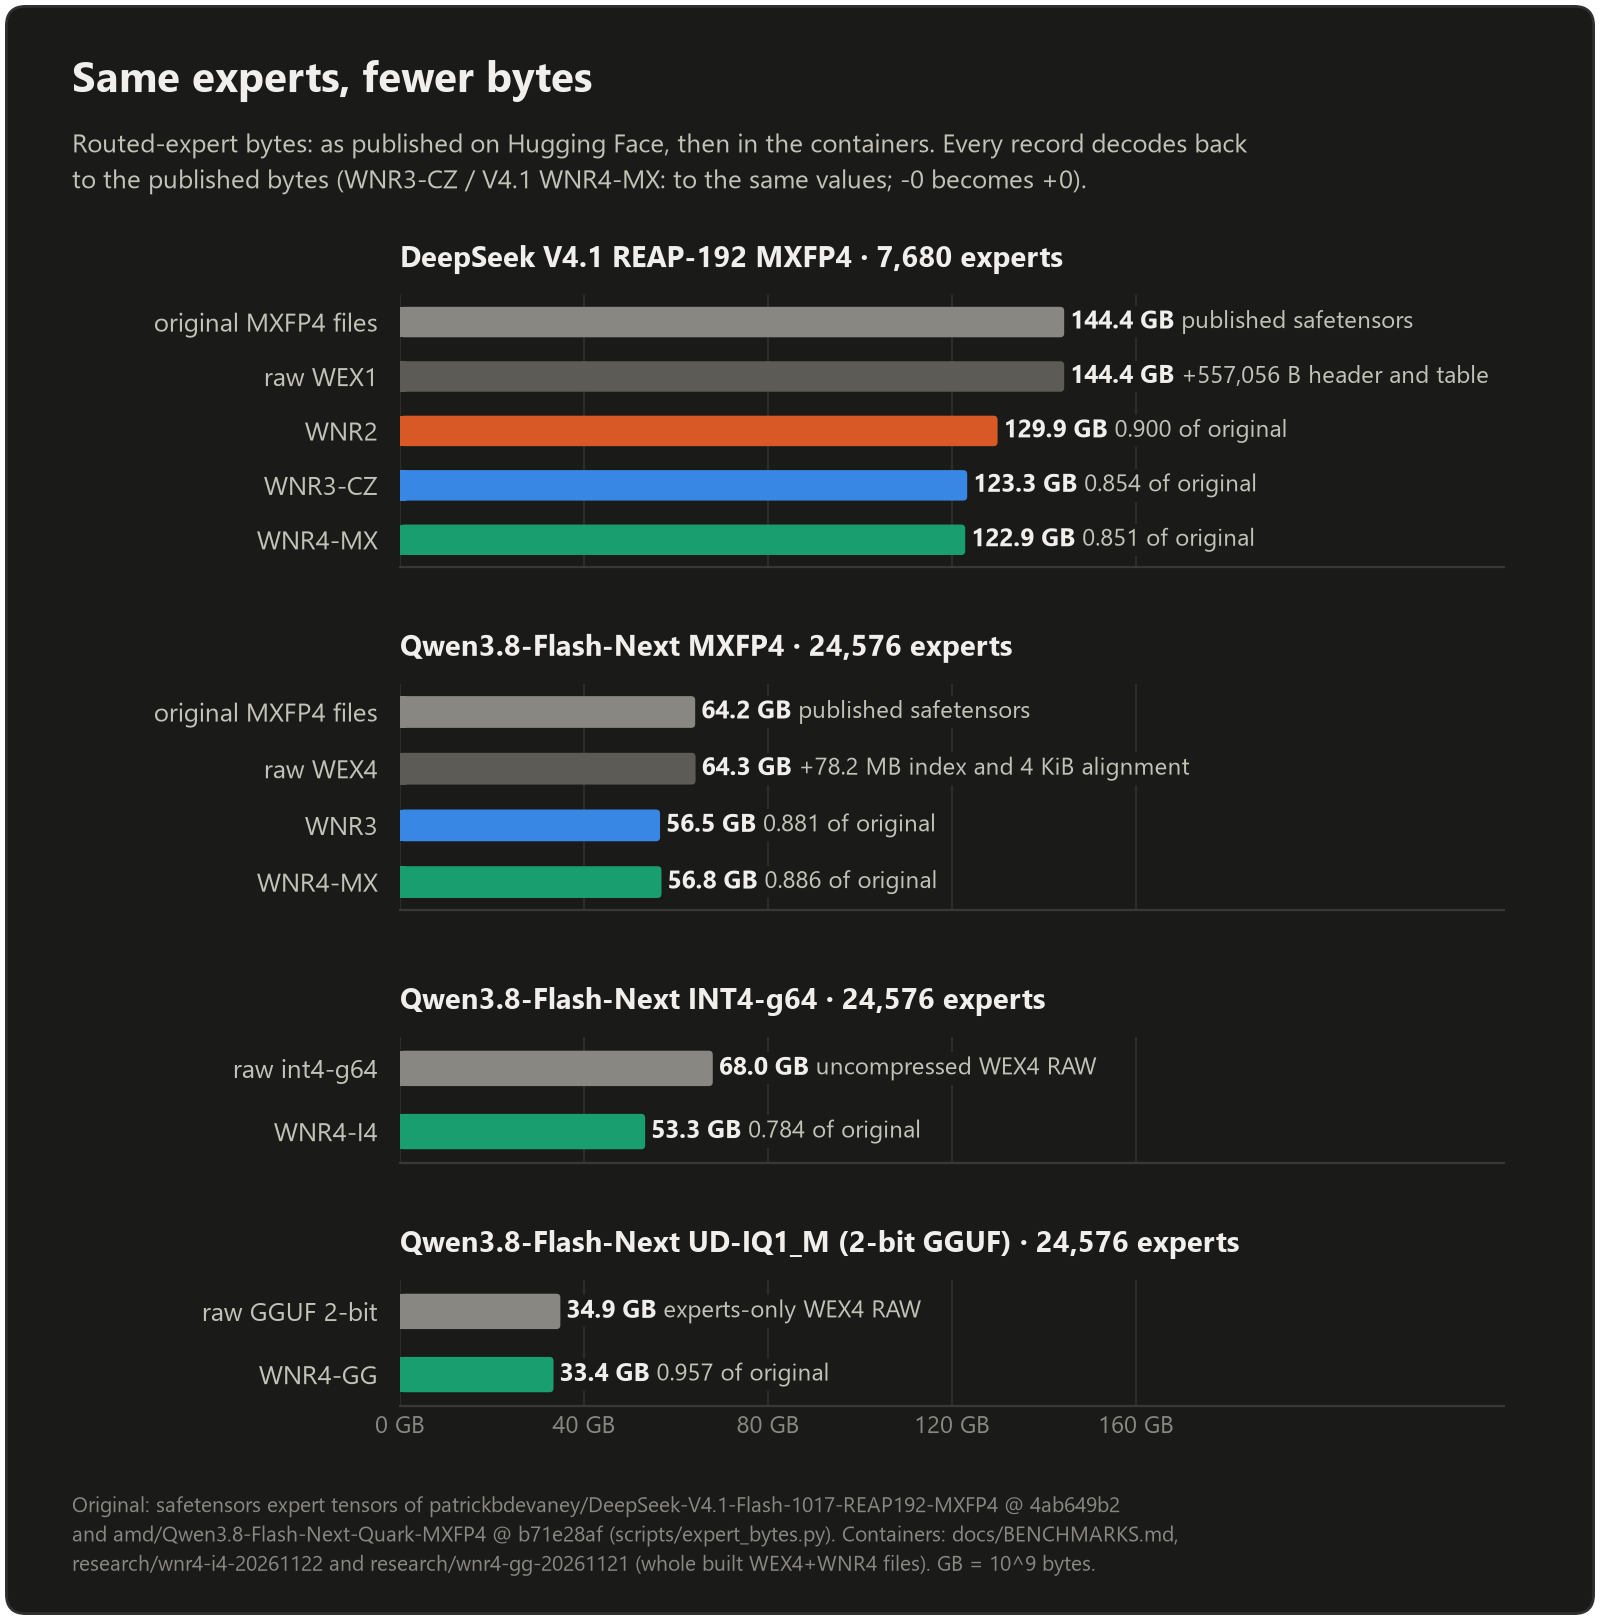 Same experts, fewer bytes
Routed-expert bytes: as published on Hugging Face, then in the containers. Every record decodes back
to the published bytes (WNR3-CZ / V4.1 WNR4-MX: to the same values; -0 becomes +0).
DeepSeek V4.1 REAP-192 MXFP4 · 7,680 experts
original MXFP4 files 144.4 GB published safetensors
raw WEX1 144.4 GB +557,056 B header and table
WNR2 129.9 GB 0.900 of original
WNR3-CZ 123.3 GB 0.854 of original
WNR4-MX 122.9 GB 0.851 of original
Qwen3.8-Flash-Next MXFP4 · 24,576 experts
original MXFP4 files 64.2 GB published safetensors
raw WEX4 64.3 GB +78.2 MB index and 4 KiB alignment
WNR3 56.5 GB 0.881 of original
WNR4-MX 56.8 GB 0.886 of original
Qwen3.8-Flash-Next INT4-g64 · 24,576 experts
raw int4-g64 68.0 GB uncompressed WEX4 RAW
WNR4-I4 53.3 GB 0.784 of original
Qwen3.8-Flash-Next UD-IQ1_M (2-bit GGUF) · 24,576 experts
raw GGUF 2-bit 34.9 GB experts-only WEX4 RAW
WNR4-GG 33.4 GB 0.957 of original
0 GB 40 GB 80 GB 120 GB 160 GB
Original: safetensors expert tensors of patrickbdevaney/DeepSeek-V4.1-Flash-1017-REAP192-MXFP4 @ 4ab649b2
and amd/Qwen3.8-Flash-Next-Quark-MXFP4 @ b71e28af (scripts/expert_bytes.py). Containers: docs/BENCHMARKS.md,
research/wnr4-i4-20261122 and research/wnr4-gg-20261121 (whole built WEX4+WNR4 files). GB = 10^9 bytes.